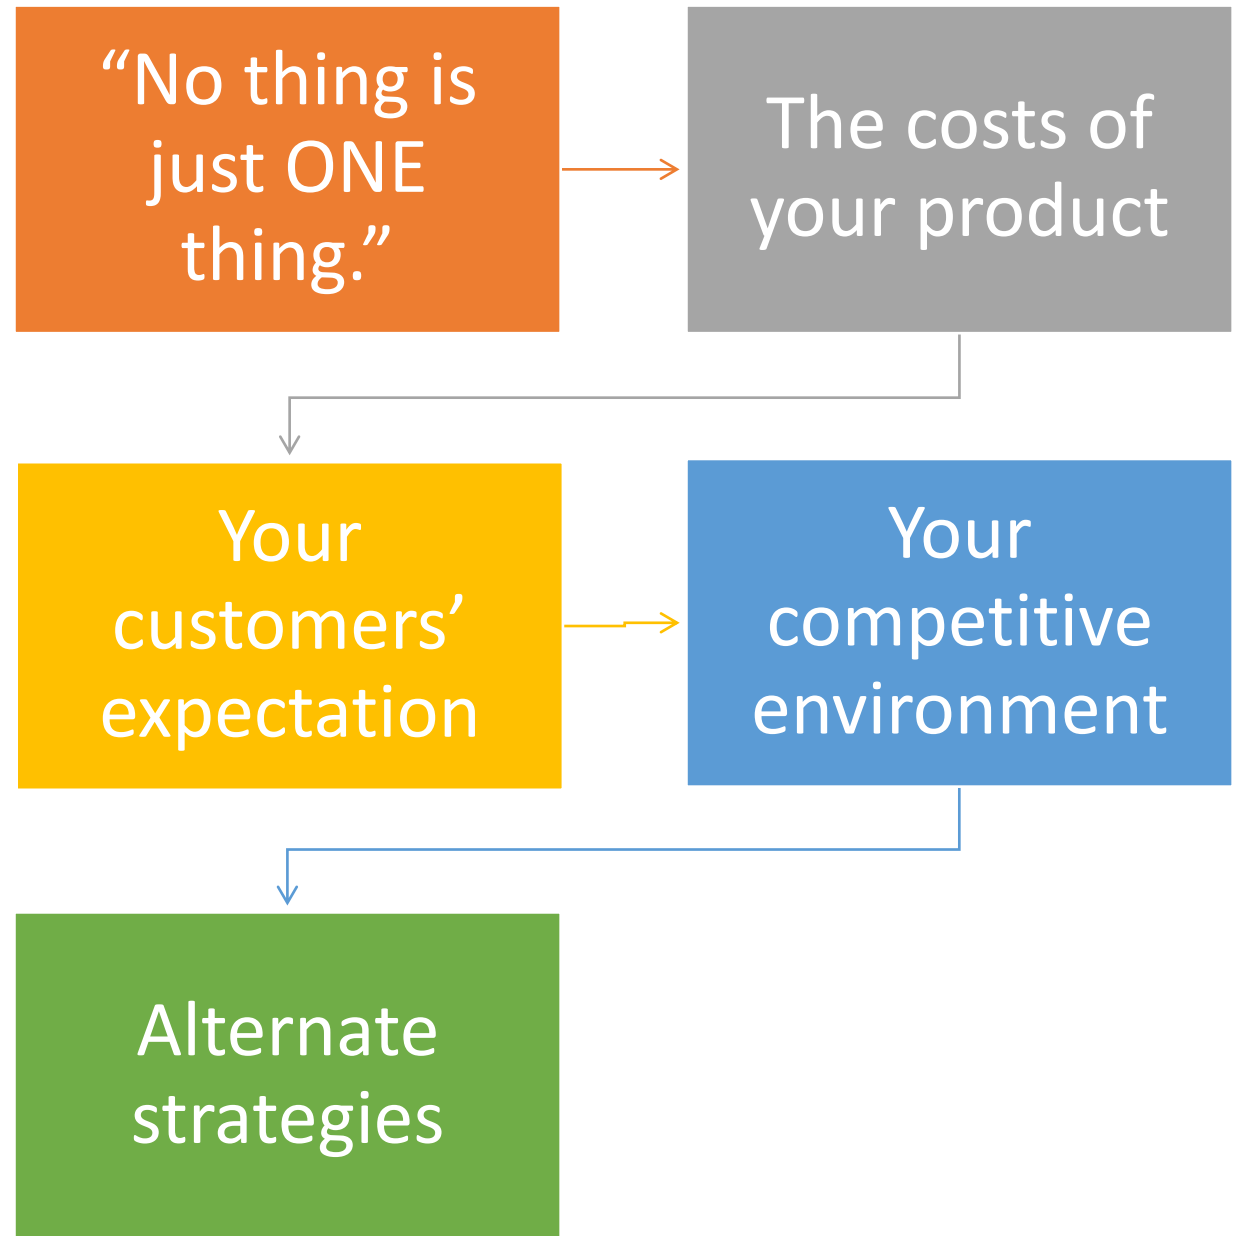 “No thing is
just ONE
thing.”
The costs of
your product
Your
customers’
expectation
Your
competitive
environment
Alternate
strategies